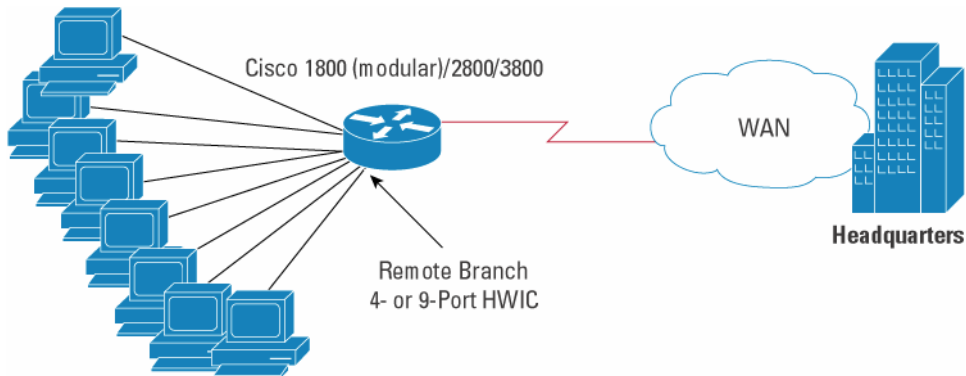 Cisco 1800 (modular)/2800/3800
WAN
Headquarters
Remote Branch
4- or 9-Port HWIC